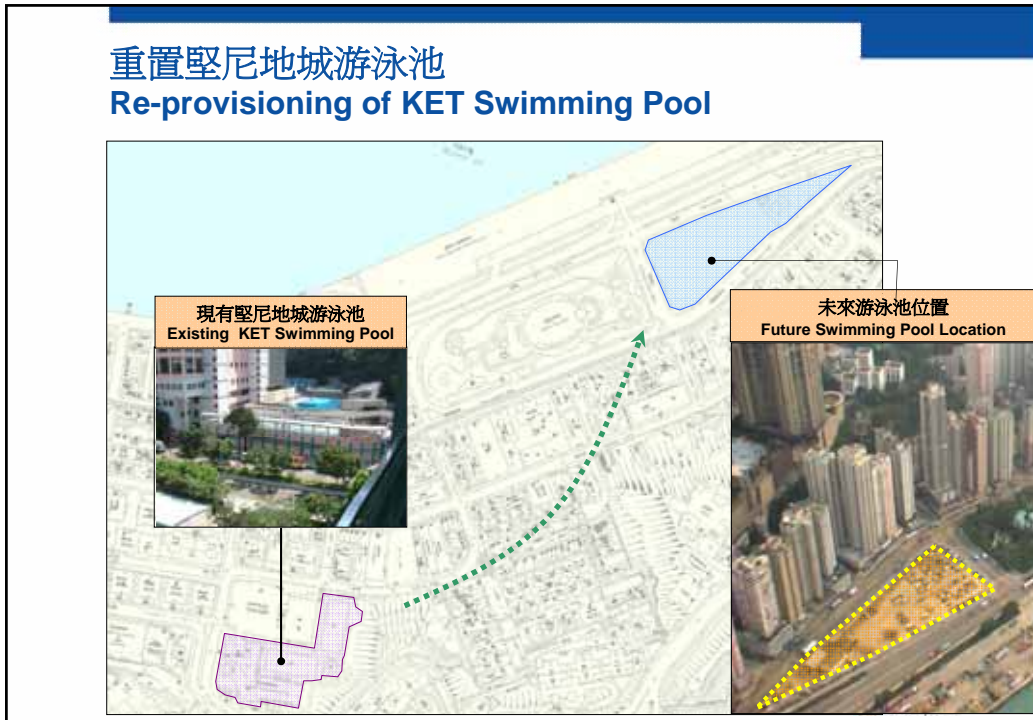 重置堅尼地城游泳池
Re-provisioning of KET Swimming Pool
現有堅尼地城游泳池
Existing KET Swimming Pool
未來游泳池位置
Future Swimming Pool Location